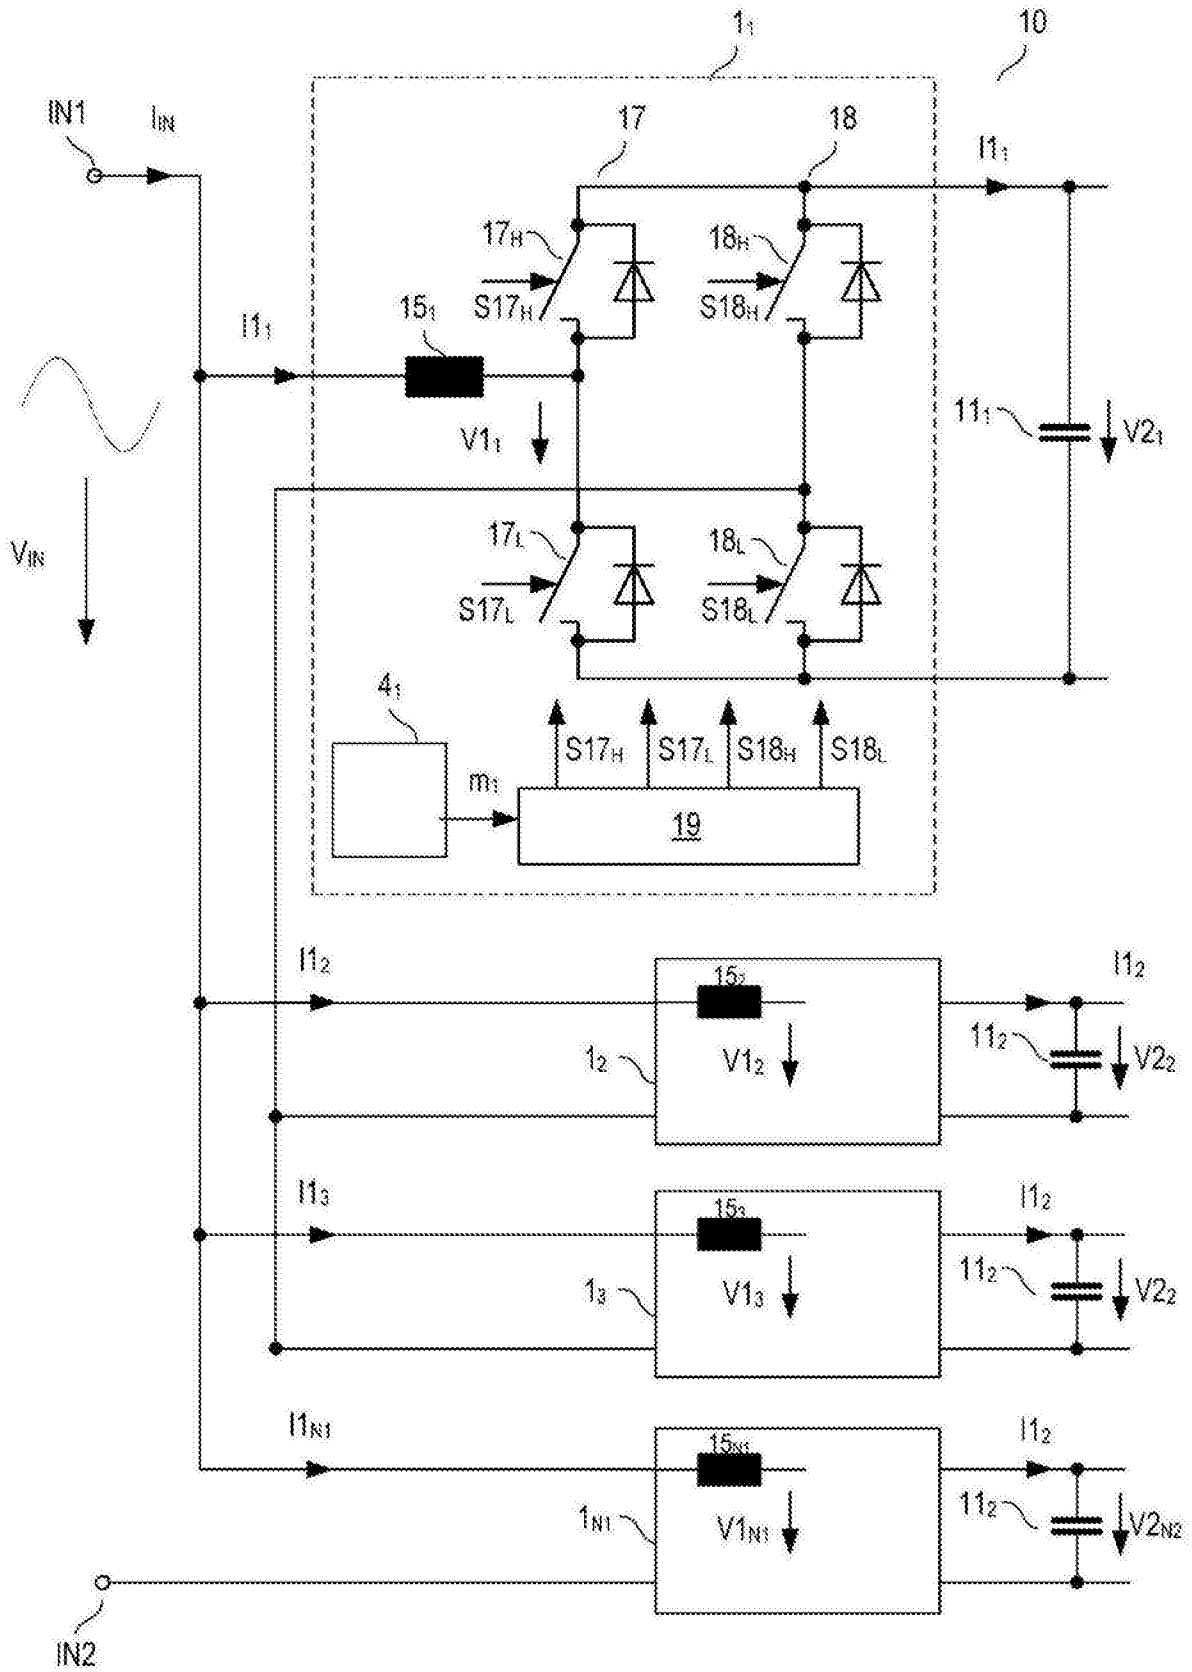 1₁
10
IN1
I_IN
17
18
I1₁
17_H
18_H
S17_H
S18_H
15₁
I1₁
V1₁
11₁
V2₁
V_IN
17_L
18_L
S17_L
S18_L
4₁
S17_H
S17_L
S18_H
S18_L
m₁
19
I1₂
15₂
I1₂
11₂
1₂
V1₂
V2₂
I1₃
15₃
I1₂
11₂
1₃
V1₃
V2₂
I1_N1
15_N1
I1₂
11₂
1_N1
V1_N1
V2_N2
IN2